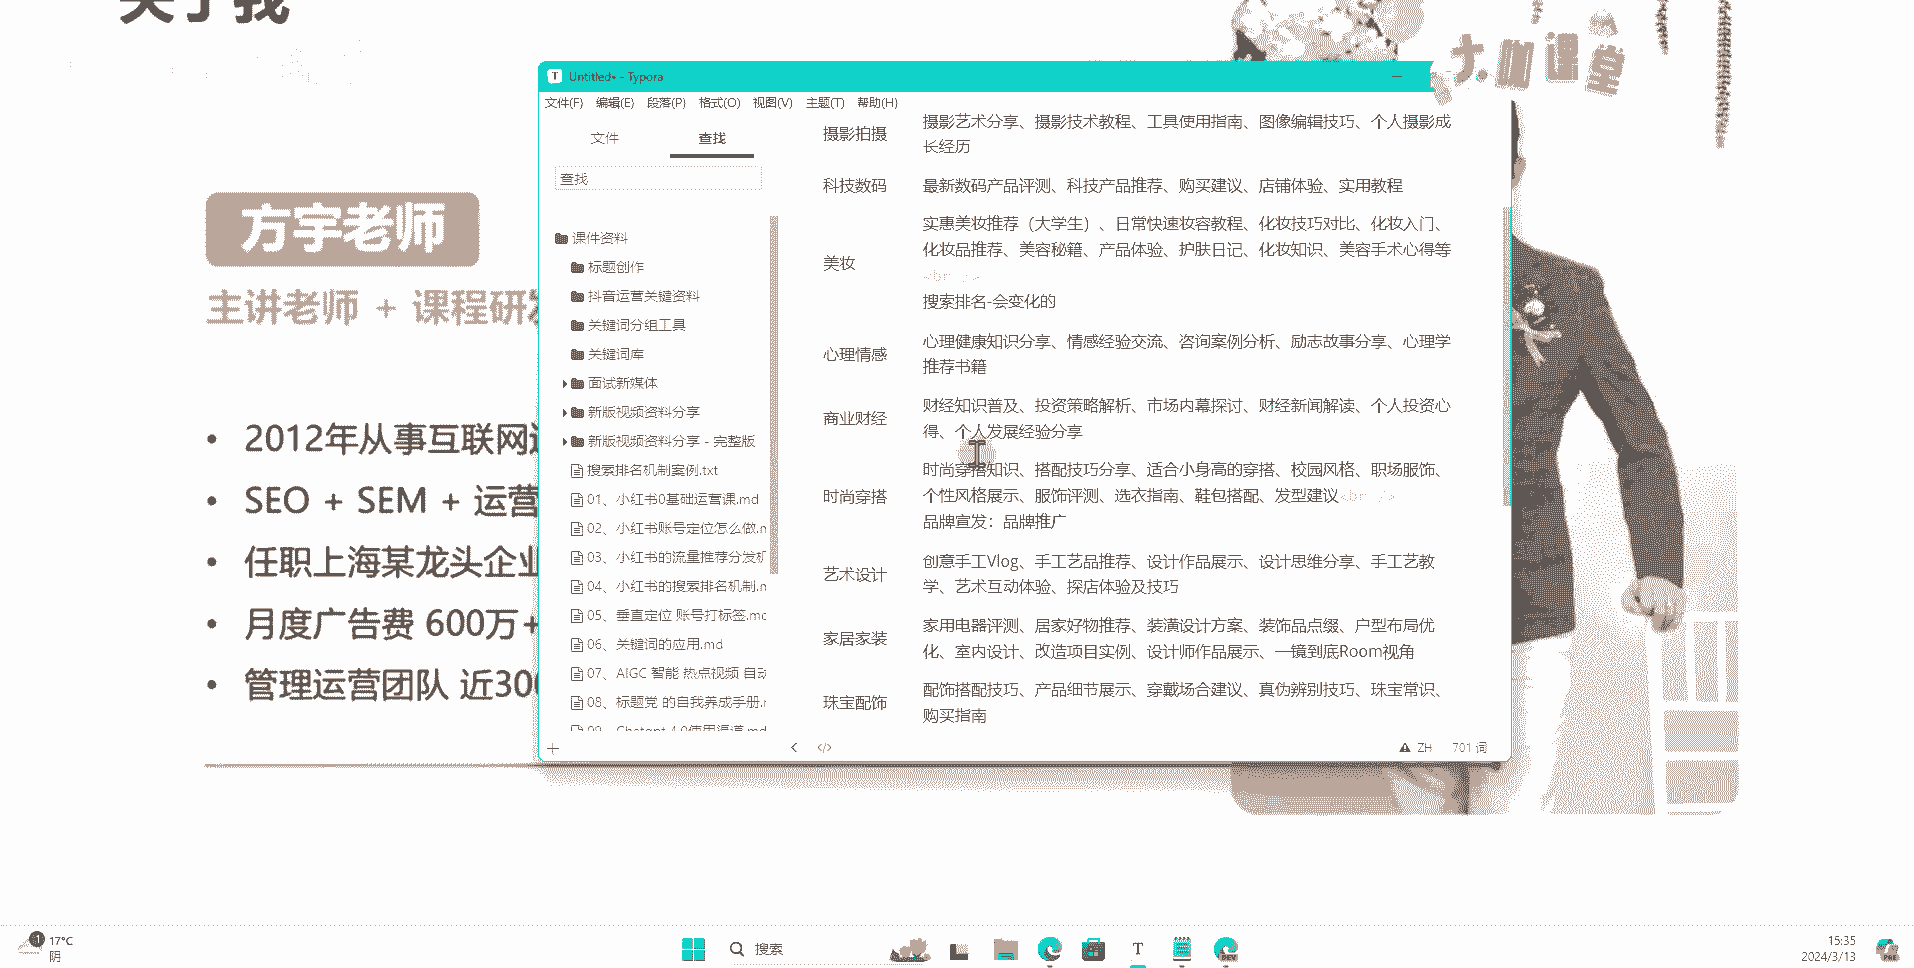 关于我
大咖课堂
方宇老师
主讲老师 + 课程研发
2012年从事互联网
SEO + SEM + 运营
任职上海某龙头企业
月度广告费 600万+
管理运营团队 近300
Untitled• - Typora
文件(F) 编辑(E) 段落(P) 格式(O) 视图(V) 主题(T) 帮助(H)
文件 查找
查找
课件资料
标题创作
抖音运营关键资料
关键词分组工具
关键词库
面试新媒体
新版视频资料分享
新版视频资料分享 - 完整版
搜索排名机制案例.txt
01、小红书0基础运营课.md
02、小红书账号定位怎么做.m
03、小红书的流量推荐分发机
04、小红书的搜索排名机制.m
05、垂直定位 账号打标签.md
06、关键词的应用.md
07、AIGC 智能 热点视频 自动
08、标题党 的自我养成手册.r
09、Chatgpt 4.0使用渠道.md
摄影拍摄
摄影艺术分享、摄影技术教程、工具使用指南、图像编辑技巧、个人摄影成
长经历
科技数码
最新数码产品评测、科技产品推荐、购买建议、店铺体验、实用教程
美妆
实惠美妆推荐（大学生）、日常快速妆容教程、化妆技巧对比、化妆入门、
化妆品推荐、美容秘籍、产品体验、护肤日记、化妆知识、美容手术心得等
<br />
搜索排名-会变化的
心理情感
心理健康知识分享、情感经验交流、咨询案例分析、励志故事分享、心理学
推荐书籍
商业财经
财经知识普及、投资策略解析、市场内幕探讨、财经新闻解读、个人投资心
得、个人发展经验分享
时尚穿搭
时尚穿搭知识、搭配技巧分享、适合小身高的穿搭、校园风格、职场服饰、
个性风格展示、服饰评测、选衣指南、鞋包搭配、发型建议<br />
品牌宣发：品牌推广
艺术设计
创意手工Vlog、手工艺品推荐、设计作品展示、设计思维分享、手工艺教
学、艺术互动体验、探店体验及技巧
家居家装
家用电器评测、居家好物推荐、装潢设计方案、装饰品点缀、户型布局优
化、室内设计、改造项目实例、设计师作品展示、一镜到底Room视角
珠宝配饰
配饰搭配技巧、产品细节展示、穿戴场合建议、真伪辨别技巧、珠宝常识、
购买指南
ZH 701 词
1 17°C
阴
搜索
DEV
15:35
2024/3/13
PRE